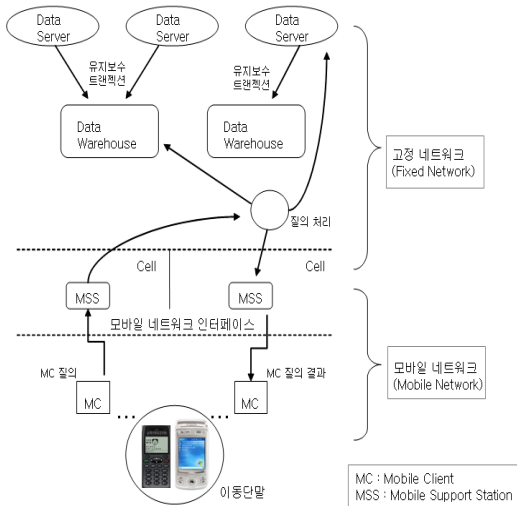 Data
Server
Data
Server
Data
Server
유지보수
트랜젝션
유지보수
트랜젝션
Data
Warehouse
Data
Warehouse
고정 네트워크
(Fixed Network)
질의 처리
Cell
Cell
MSS
MSS
모바일 네트워크 인터페이스
MC 질의
MC 질의 결과
모바일 네트워크
(Mobile Network)
MC
...
...
MC
이동단말
MC : Mobile Client
MSS : Mobile Support Station